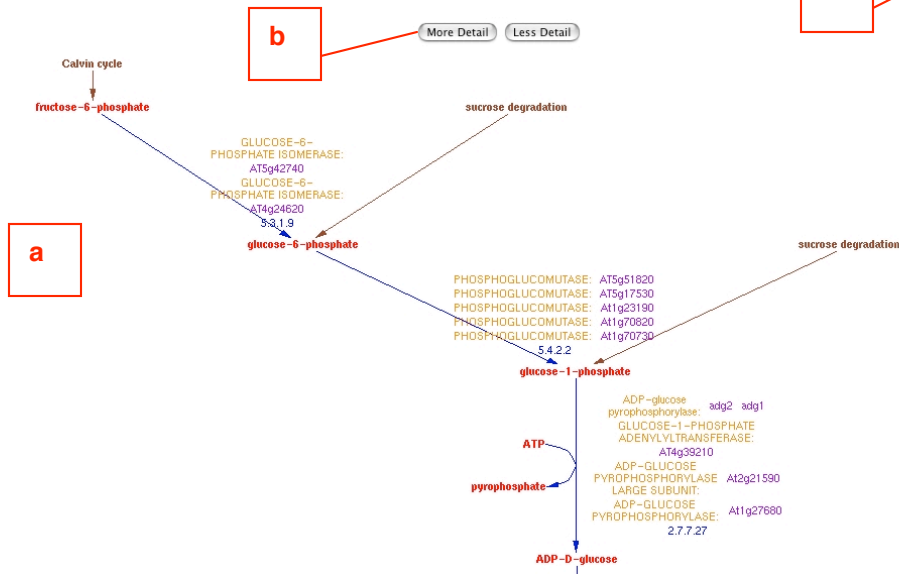 b
More Detail
Less Detail
Calvin cycle
fructose-6-phosphate
sucrose degradation
GLUCOSE-6-
PHOSPHATE ISOMERASE:
AT5g42740
GLUCOSE-6-
PHOSPHATE ISOMERASE:
AT4g24620
5.3.1.9
a
glucose-6-phosphate
sucrose degradation
PHOSPHOGLUCOMUTASE: AT5g51820
PHOSPHOGLUCOMUTASE: AT5g17530
PHOSPHOGLUCOMUTASE: At1g23190
PHOSPHOGLUCOMUTASE: At1g70820
PHOSPHOGLUCOMUTASE: At1g70730
5.4.2.2
glucose-1-phosphate
ADP-glucose
pyrophosphorylase: adg2 adg1
GLUCOSE-1-PHOSPHATE
ADENYLYLTRANSFERASE:
AT4g39210
ATP
ADP-GLUCOSE
PYROPHOSPHORYLASE At2g21590
LARGE SUBUNIT:
pyrophosphate
ADP-GLUCOSE
PYROPHOSPHORYLASE: At1g27680
2.7.7.27
ADP-D-glucose